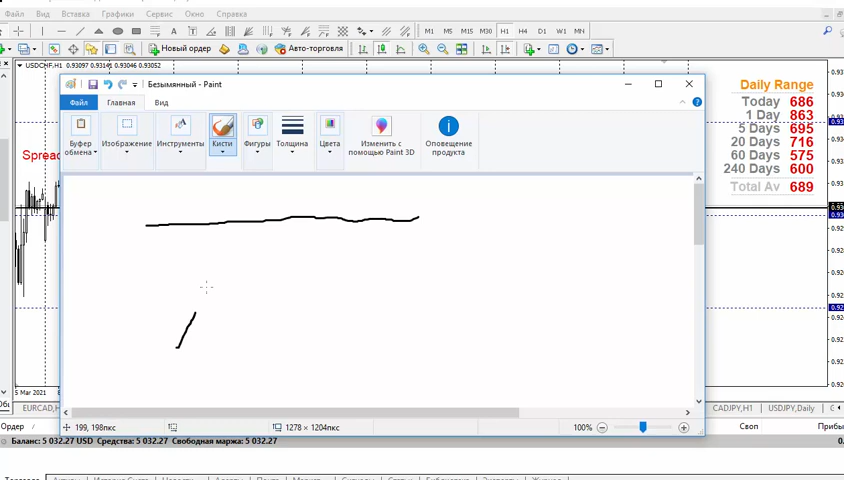 Файл Вид Вставка Графики Сервис Окно Справка
M1 M5 M15 M30 H1 H4 D1 W1 MN
Новый ордер Авто-торговля
USDCHF,H1 0.93097 0.93141 0.93046 0.93052
Безымянный - Paint
Файл Главная Вид
Буфер обмена Изображение Инструменты Кисти Фигуры Толщина Цвета Изменить с помощью Paint 3D Оповещение продукта
Spread
Daily Range
Today 686
1 Day 863
5 Days 695
20 Days 716
60 Days 575
240 Days 600
Total Av 689
5 Mar 2021
EURCAD,H
CADJPY,H1 USDJPY,Daily
199, 198пкс 1278 × 1204пкс 100%
Ордер Своп Прибы
Баланс: 5 032.27 USD Средства: 5 032.27 Свободная маржа: 5 032.27